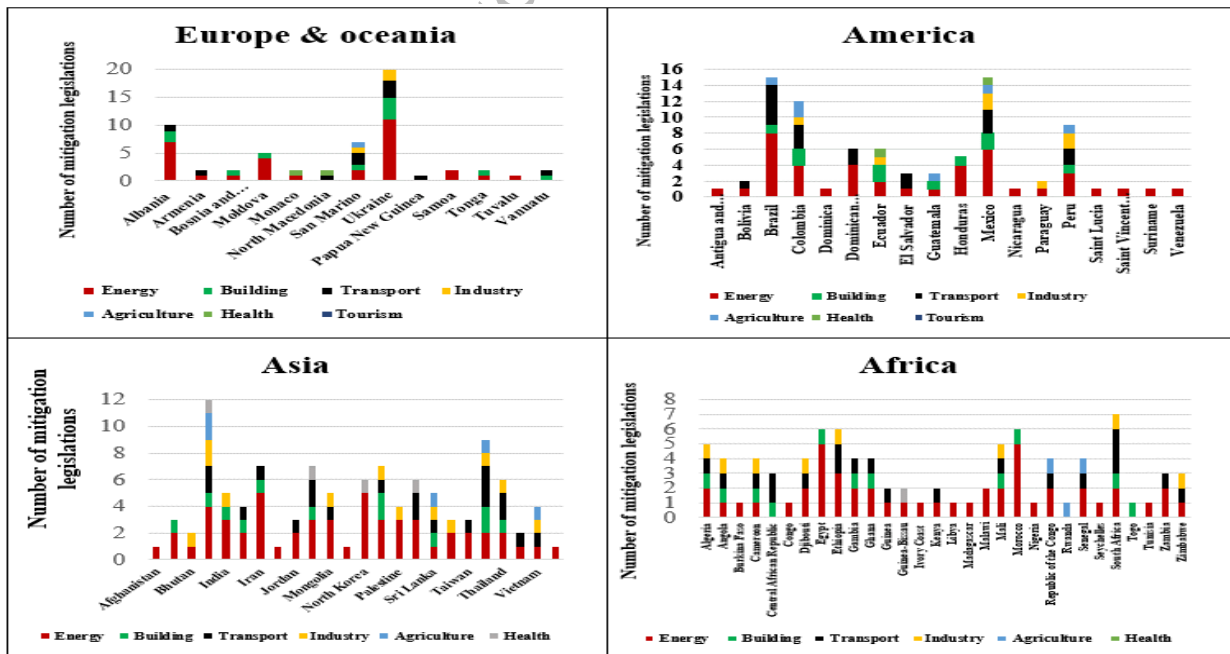 Europe & oceania
Number of mitigation legislations
20
15
10
5
0
Albania
Armenia
Bosnia and...
Moldova
Monaco
North Macedonia
San Marino
Ukraine
Papua New Guinea
Samoa
Tonga
Tuvalu
Vanuatu
Energy Building Transport Industry
Agriculture Health Tourism
America
Number of mitigation legislations
16
14
12
10
8
6
4
2
0
Antigua and...
Bolivia
Brazil
Colombia
Dominica
Dominican...
Ecuador
El Salvador
Guatemala
Honduras
Mexico
Nicaragua
Paraguay
Peru
Saint Lucia
Saint Vincent...
Suriname
Venezuela
Energy Building Transport Industry
Agriculture Health Tourism
Asia
Number of mitigation
legislations
12
10
8
6
4
2
0
Afghanistan
Bhutan
India
Iran
Jordan
Mongolia
North Korea
Palestine
Sri Lanka
Taiwan
Thailand
Vietnam
Energy Building Transport Industry Agriculture Health
Africa
Number of mitigation
legislations
8
7
6
5
4
3
2
1
0
Algeria
Angola
Burkina Faso
Cameroon
Central African Republic
Congo
Djibouti
Egypt
Ethiopia
Gambia
Ghana
Guinea
Guinea-Bissau
Ivory Coast
Kenya
Libya
Madagascar
Malawi
Mali
Morocco
Nigeria
Republic of the Congo
Rwanda
Senegal
Seychelles
South Africa
Togo
Tunisia
Zambia
Zimbabwe
Energy Building Transport Industry Agriculture Health